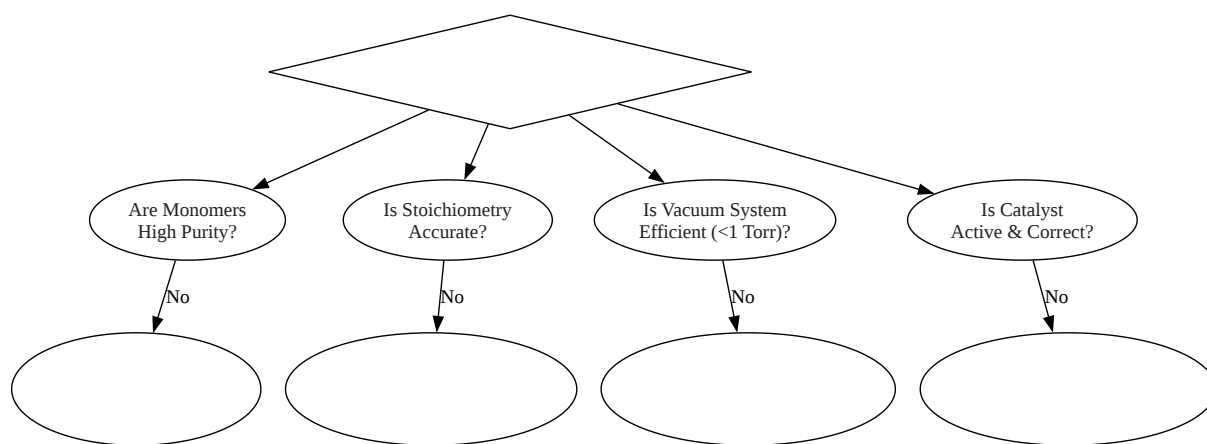 Are Monomers
High Purity?
Is Stoichiometry
Accurate?
Is Vacuum System
Efficient (<1 Torr)?
Is Catalyst
Active & Correct?
No
No
No
No